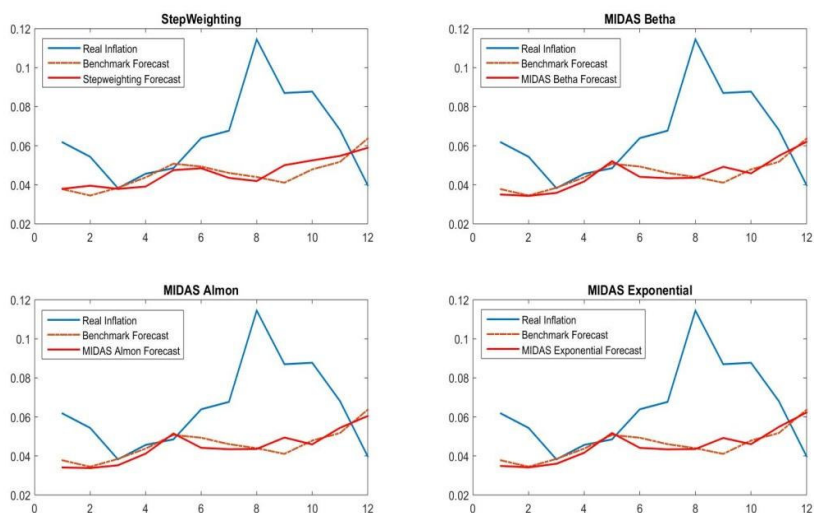 StepWeighting
0.12
0.1
0.08
0.06
0.04
0.02
Real Inflation
Benchmark Forecast
Stepweighting Forecast
0 2 4 6 8 10 12
MIDAS Betha
0.12
0.1
0.08
0.06
0.04
0.02
Real Inflation
Benchmark Forecast
MIDAS Betha Forecast
0 2 4 6 8 10 12
MIDAS Almon
0.12
0.1
0.08
0.06
0.04
0.02
Real Inflation
Benchmark Forecast
MIDAS Almon Forecast
0 2 4 6 8 10 12
MIDAS Exponential
0.12
0.1
0.08
0.06
0.04
0.02
Real Inflation
Benchmark Forecast
MIDAS Exponential Forecast
0 2 4 6 8 10 12